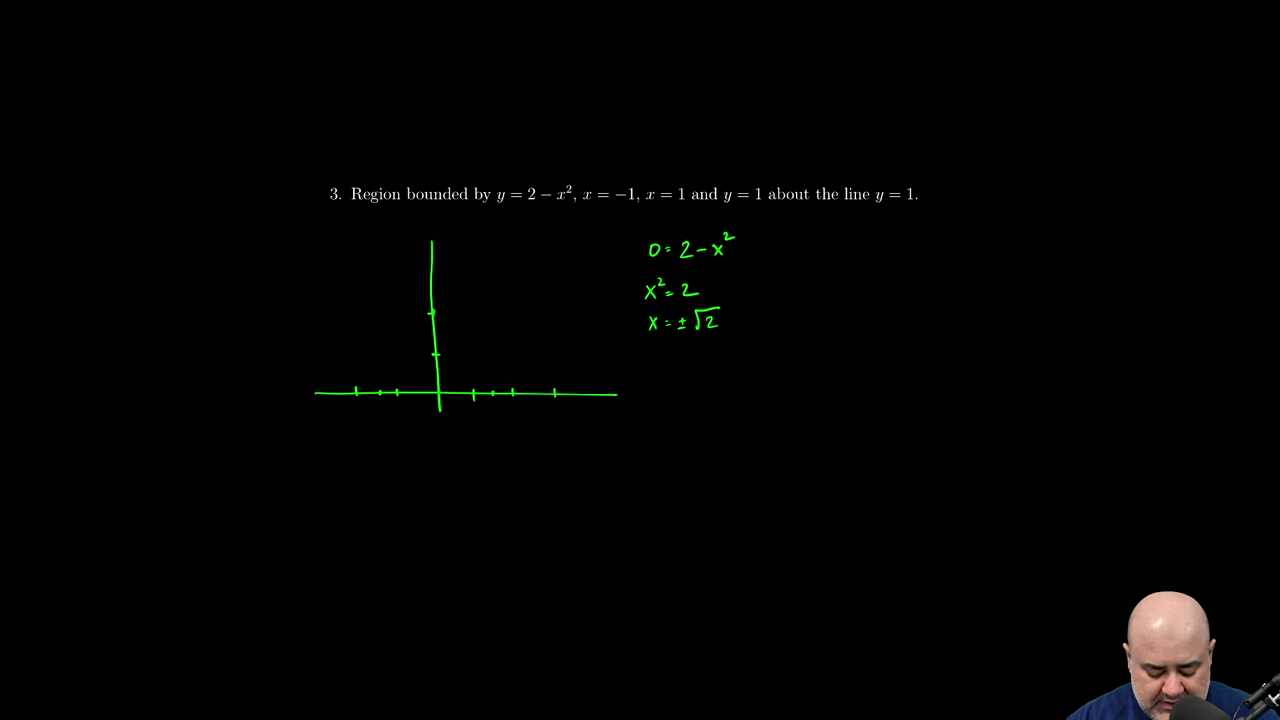 3. Region bounded by y = 2 − x², x = −1, x = 1 and y = 1 about the line y = 1.
0 = 2 − x²
x² = 2
x = ±√2